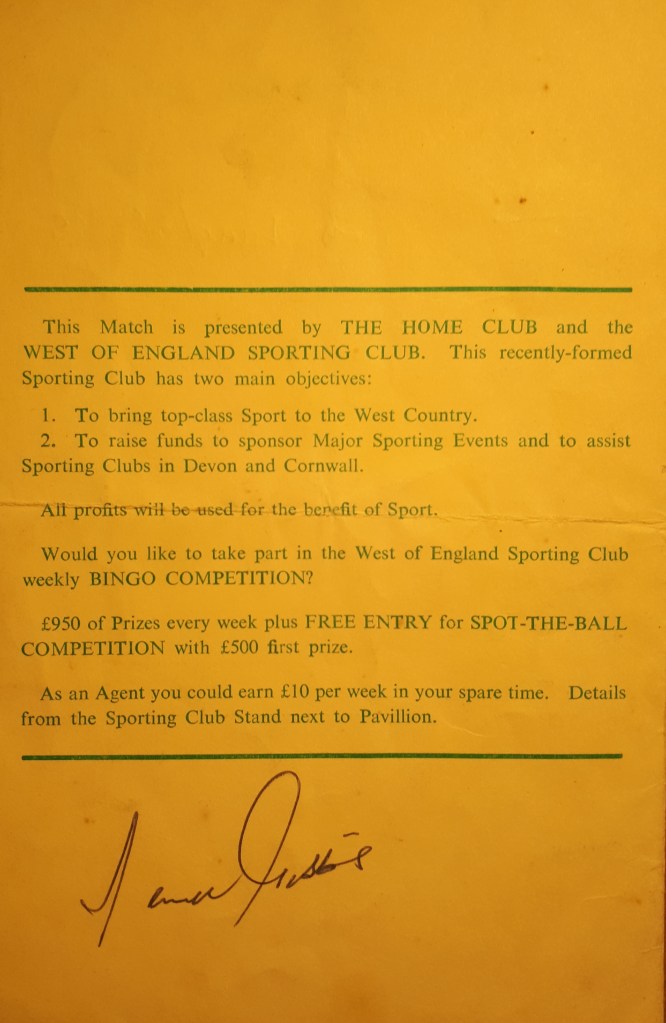 This Match is presented by THE HOME CLUB and the
WEST OF ENGLAND SPORTING CLUB. This recently-formed
Sporting Club has two main objectives:
1. To bring top-class Sport to the West Country.
2. To raise funds to sponsor Major Sporting Events and to assist
Sporting Clubs in Devon and Cornwall.
All profits will be used for the benefit of Sport.
Would you like to take part in the West of England Sporting Club
weekly BINGO COMPETITION?
£950 of Prizes every week plus FREE ENTRY for SPOT-THE-BALL
COMPETITION with £500 first prize.
As an Agent you could earn £10 per week in your spare time. Details
from the Sporting Club Stand next to Pavillion.